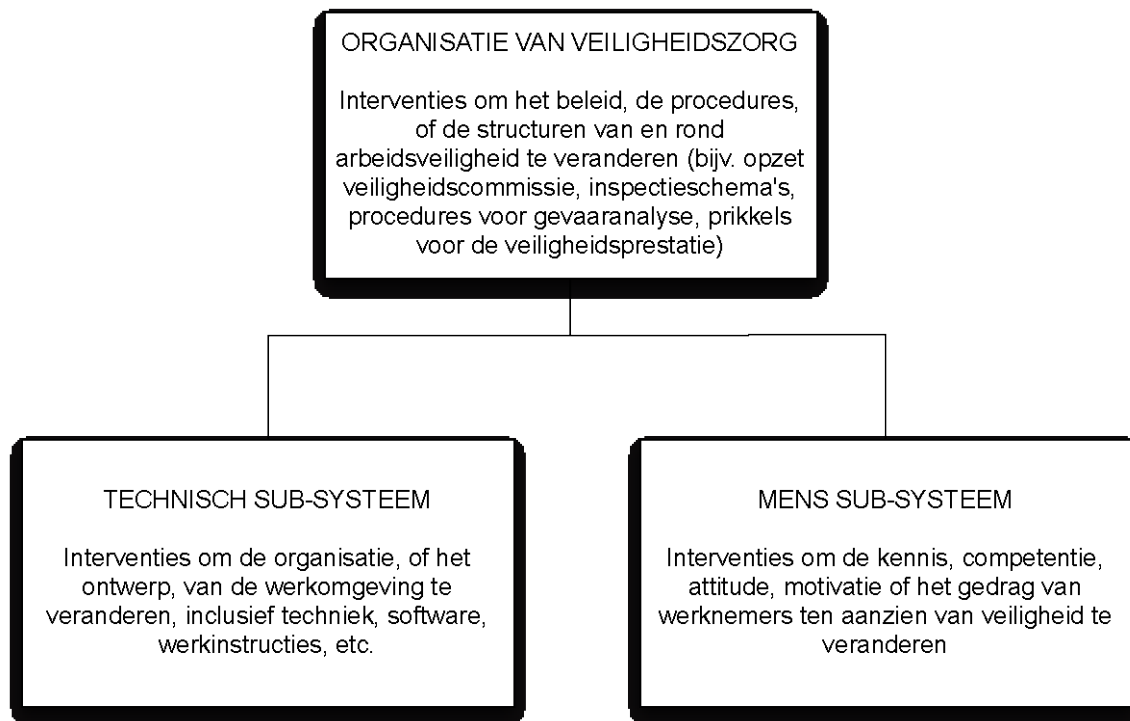 ORGANISATIE VAN VEILIGHEIDSZORG
Interventies om het beleid, de procedures,
of de structuren van en rond
arbeidsveiligheid te veranderen (bijv. opzet
veiligheidscommissie, inspectieschema's,
procedures voor gevaaranalyse, prikkels
voor de veiligheidsprestatie)
TECHNISCH SUB-SYSTEEM
Interventies om de organisatie, of het
ontwerp, van de werkomgeving te
veranderen, inclusief techniek, software,
werkinstructies, etc.
MENS SUB-SYSTEEM
Interventies om de kennis, competentie,
attitude, motivatie of het gedrag van
werknemers ten aanzien van veiligheid te
veranderen